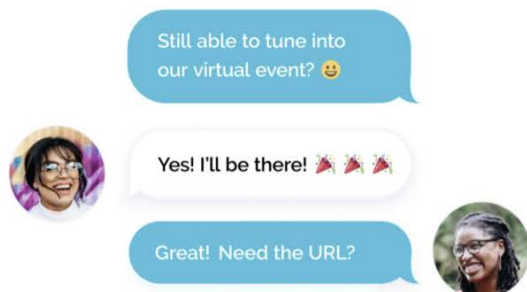 Still able to tune into
our virtual event? 😀
Yes! I'll be there! 🎉 🎉 🎉
Great! Need the URL?